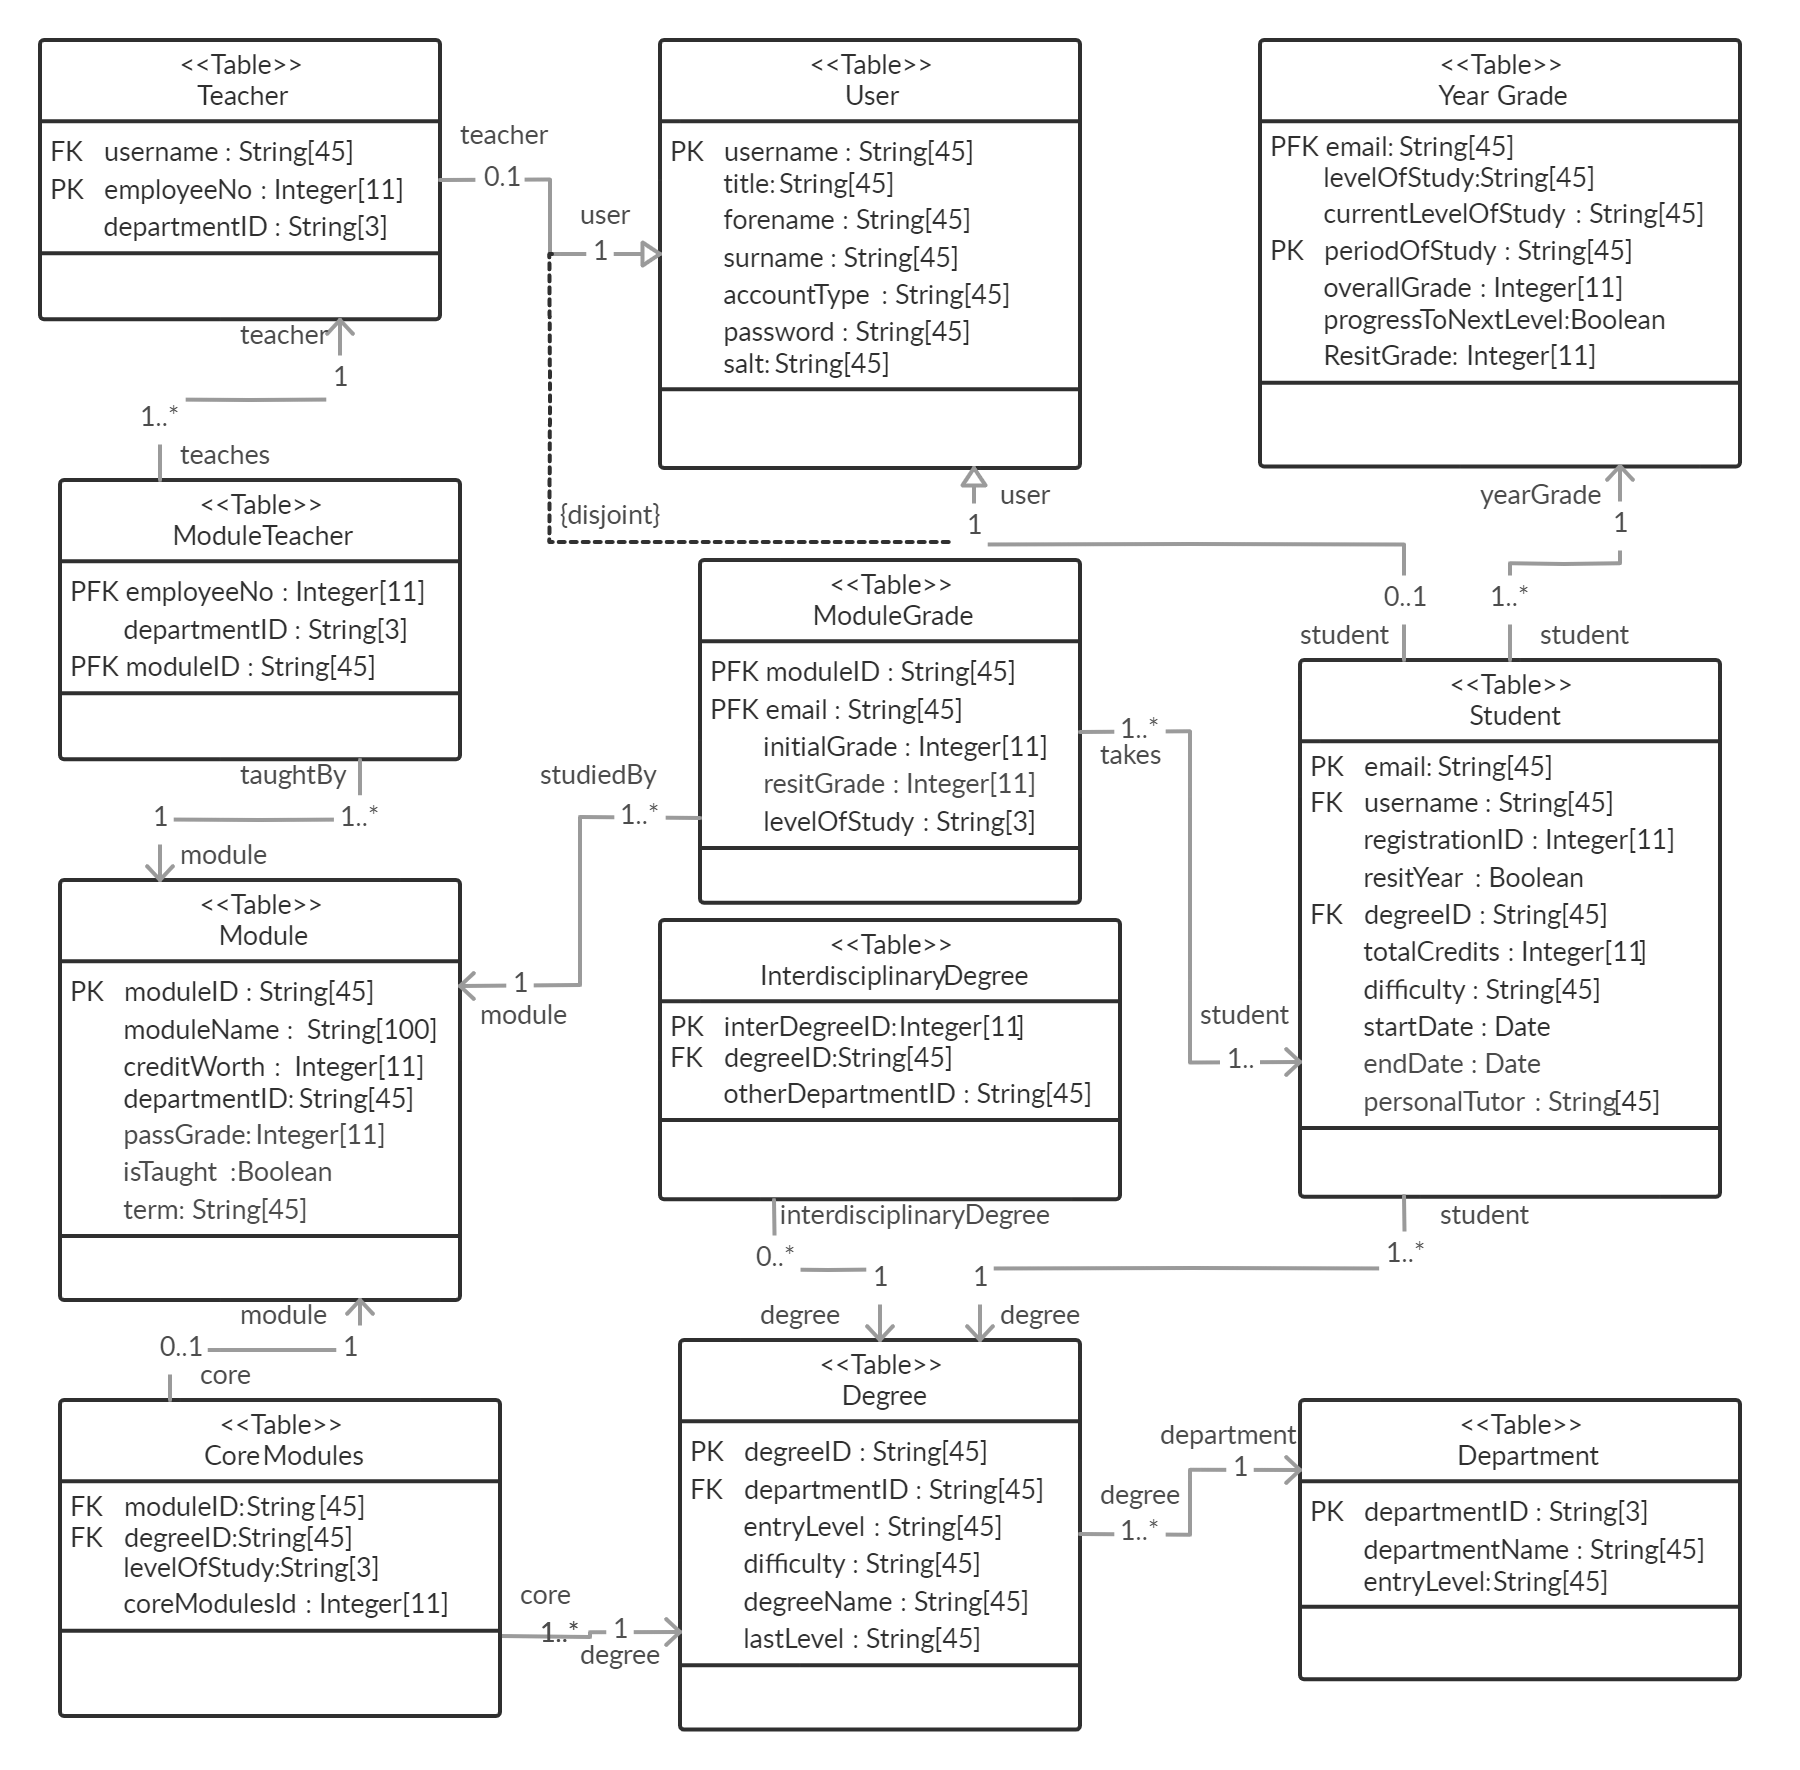 <<Table>>
Teacher
FK username : String[45]
PK employeeNo : Integer[11]
departmentID : String[3]
teacher
0.1
user
1
<<Table>>
User
PK username : String[45]
title: String[45]
forename : String[45]
surname : String[45]
accountType : String[45]
password : String[45]
salt: String[45]
<<Table>>
Year Grade
PFK email: String[45]
levelOfStudy:String[45]
currentLevelOfStudy : String[45]
PK periodOfStudy : String[45]
overallGrade : Integer[11]
progressToNextLevel:Boolean
ResitGrade: Integer[11]
teacher
1
1..*
teaches
{disjoint}
user
1
yearGrade
1
0..1
1..*
student
student
<<Table>>
ModuleTeacher
PFK employeeNo : Integer[11]
departmentID : String[3]
PFK moduleID : String[45]
<<Table>>
ModuleGrade
PFK moduleID : String[45]
PFK email : String[45]
initialGrade : Integer[11]
resitGrade : Integer[11]
levelOfStudy : String[3]
1..*
takes
student
1..
<<Table>>
Student
PK email: String[45]
FK username : String[45]
registrationID : Integer[11]
resitYear : Boolean
FK degreeID : String[45]
totalCredits : Integer[11]
difficulty : String[45]
startDate : Date
endDate : Date
personalTutor : String[45]
taughtBy
1
1..*
module
studiedBy
1..*
1
module
<<Table>>
Module
PK moduleID : String[45]
moduleName : String[100]
creditWorth : Integer[11]
departmentID: String[45]
passGrade: Integer[11]
isTaught :Boolean
term: String[45]
<<Table>>
InterdisciplinaryDegree
PK interDegreeID:Integer[11]
FK degreeID:String[45]
otherDepartmentID : String[45]
interdisciplinaryDegree
0..*
1
degree
student
1..*
1
degree
module
0..1
1
core
<<Table>>
CoreModules
FK moduleID:String[45]
FK degreeID:String[45]
levelOfStudy:String[3]
coreModulesId : Integer[11]
core
1..*
1
degree
<<Table>>
Degree
PK degreeID : String[45]
FK departmentID : String[45]
entryLevel : String[45]
difficulty : String[45]
degreeName : String[45]
lastLevel : String[45]
department
1
degree
1..*
<<Table>>
Department
PK departmentID : String[3]
departmentName : String[45]
entryLevel:String[45]